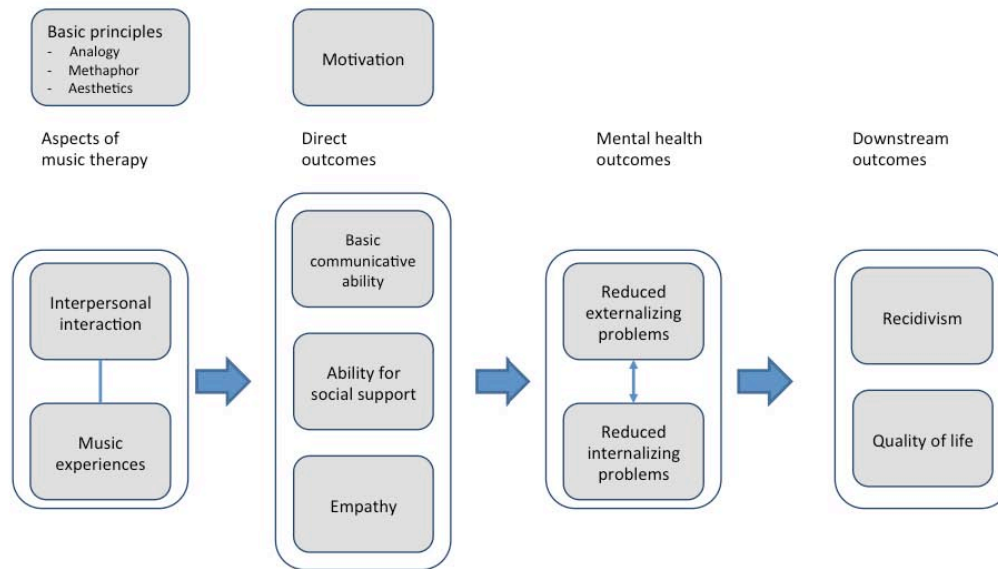 Basic principles
- Analogy
- Methaphor
- Aesthetics
Motivation
Aspects of
music therapy
Direct
outcomes
Mental health
outcomes
Downstream
outcomes
Interpersonal
interaction
Music
experiences
Basic
communicative
ability
Ability for
social support
Empathy
Reduced
externalizing
problems
Reduced
internalizing
problems
Recidivism
Quality of life